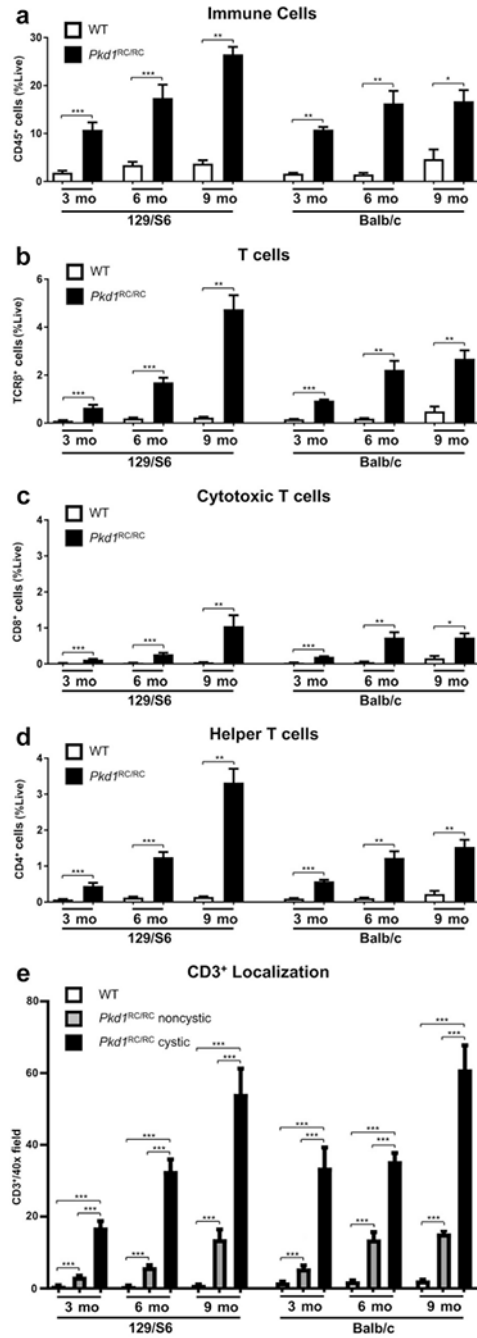 a
Immune Cells
WT
Pkd1RC/RC
CD45+ cells (%Live)
30
20
10
0
***
***
**
**
**
*
3 mo 6 mo 9 mo 3 mo 6 mo 9 mo
129/S6 Balb/c
b
T cells
WT
Pkd1RC/RC
TCRβ+ cells (%Live)
6
4
2
0
***
***
**
***
**
**
3 mo 6 mo 9 mo 3 mo 6 mo 9 mo
129/S6 Balb/c
c
Cytotoxic T cells
WT
Pkd1RC/RC
CD8+ cells (%Live)
4
3
2
1
0
***
***
**
***
**
*
3 mo 6 mo 9 mo 3 mo 6 mo 9 mo
129/S6 Balb/c
d
Helper T cells
WT
Pkd1RC/RC
CD4+ cells (%Live)
4
3
2
1
0
***
***
**
***
**
**
3 mo 6 mo 9 mo 3 mo 6 mo 9 mo
129/S6 Balb/c
e
CD3+ Localization
WT
Pkd1RC/RC noncystic
Pkd1RC/RC cystic
CD3+/40x field
80
60
40
20
0
*** *** ***
*** *** ***
*** *** ***
*** *** ***
*** *** ***
*** *** ***
3 mo 6 mo 9 mo 3 mo 6 mo 9 mo
129/S6 Balb/c